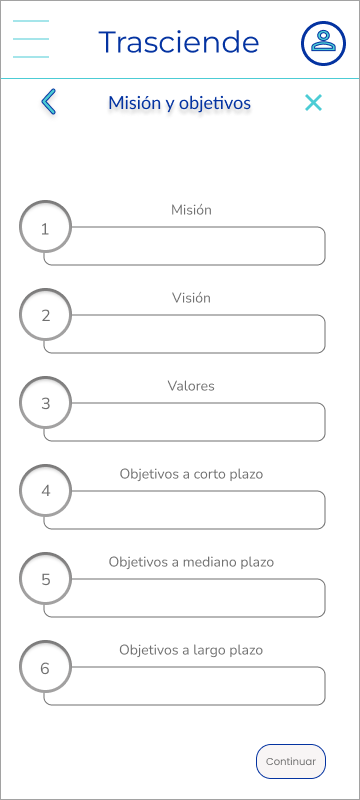 Trasciende
Misión y objetivos
Misión
1
Visión
2
Valores
3
Objetivos a corto plazo
4
Objetivos a mediano plazo
5
Objetivos a largo plazo
6
Continuar